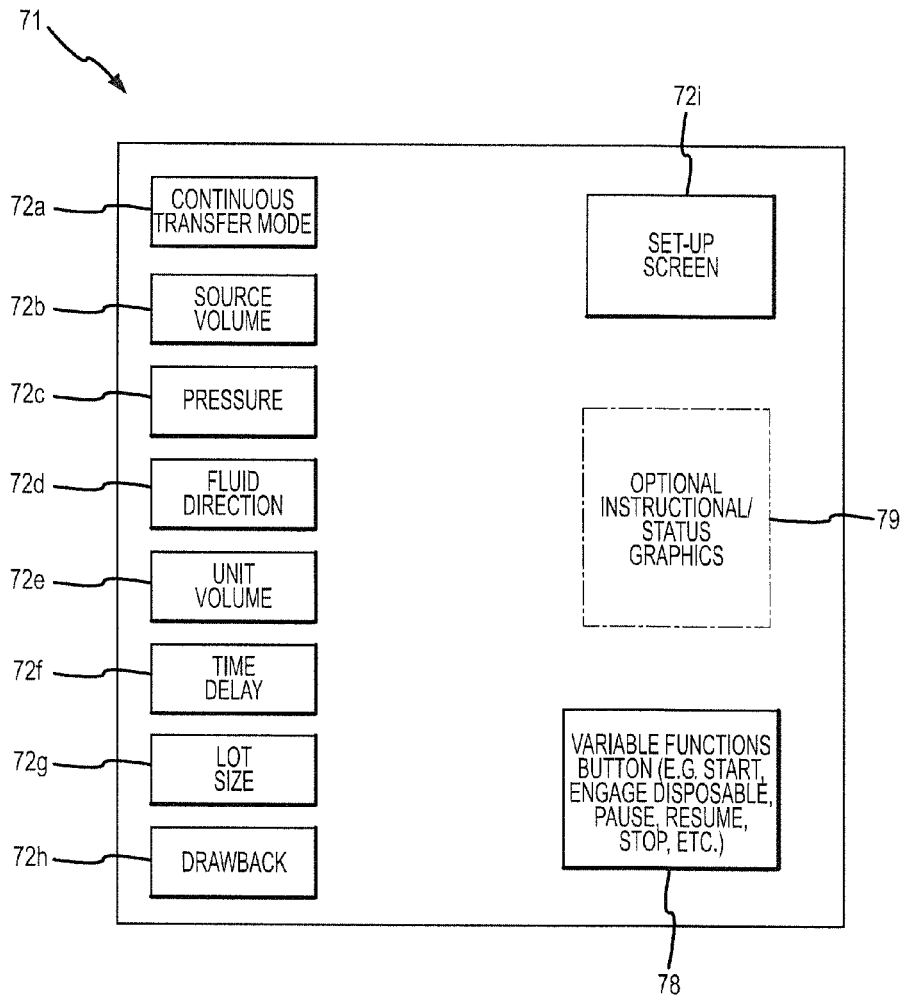 71
72i
72a
CONTINUOUS
TRANSFER MODE
SET-UP
SCREEN
72b
SOURCE
VOLUME
72c
PRESSURE
72d
FLUID
DIRECTION
OPTIONAL
INSTRUCTIONAL/
STATUS
GRAPHICS
79
72e
UNIT
VOLUME
72f
TIME
DELAY
72g
LOT
SIZE
VARIABLE FUNCTIONS
BUTTON (E.G. START,
ENGAGE DISPOSABLE,
PAUSE, RESUME,
STOP, ETC.)
72h
DRAWBACK
78